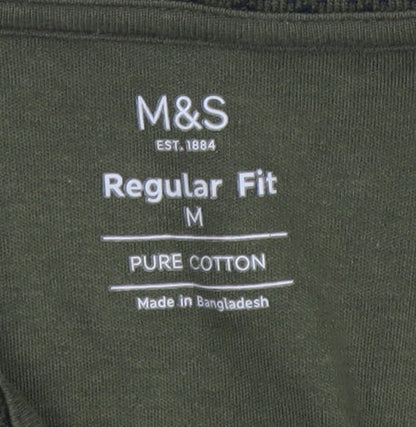 M&S
EST. 1884
Regular Fit
M
PURE COTTON
Made in Bangladesh